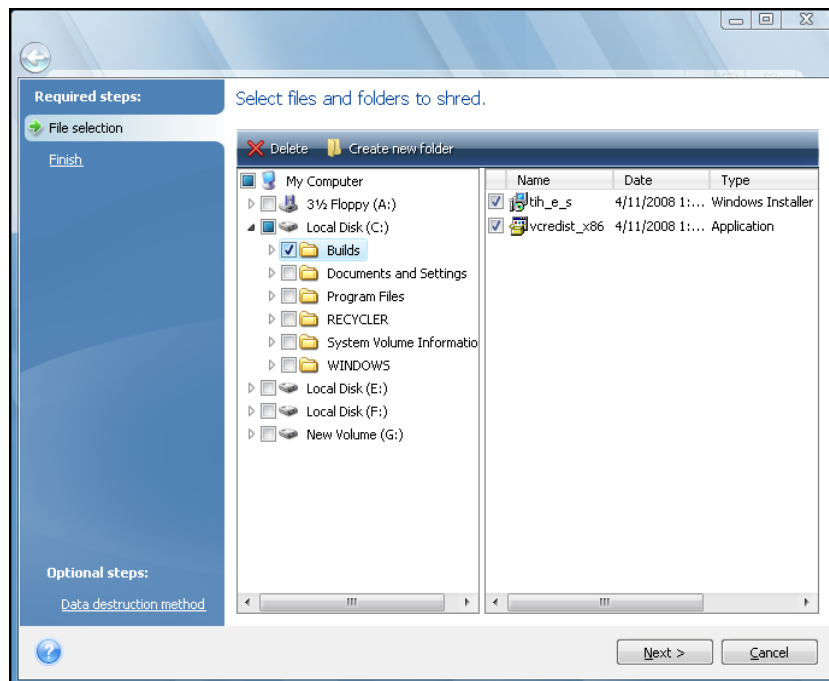 Required steps:
File selection
Finish
Optional steps:
Data destruction method
Select files and folders to shred.
Delete Create new folder
My Computer
3½ Floppy (A:)
Local Disk (C:)
Builds
Documents and Settings
Program Files
RECYCLER
System Volume Informatio
WINDOWS
Local Disk (E:)
Local Disk (F:)
New Volume (G:)
Name Date Type
tih_e_s 4/11/2008 1:... Windows Installer
vcredist_x86 4/11/2008 1:... Application
?
Next > Cancel